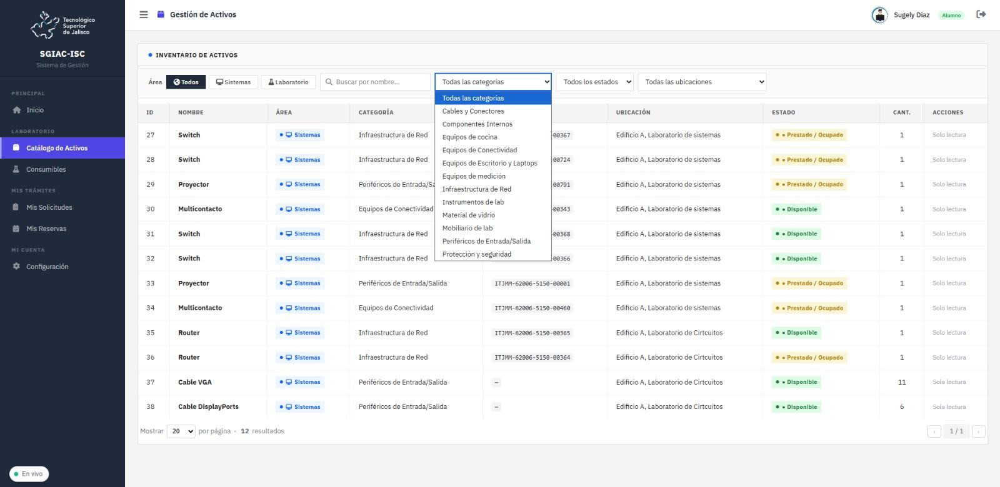 Tecnológico
Superior
de Jalisco
SGIAC-ISC
Sistema de Gestión
PRINCIPAL
Inicio
LABORATORIO
Catálogo de Activos
Consumibles
MIS TRÁMITES
Mis Solicitudes
Mis Reservas
MI CUENTA
Configuración
En vivo
Gestión de Activos
Sugely Diaz Alumno
INVENTARIO DE ACTIVOS
Área Todos Sistemas Laboratorio Buscar por nombre... Todas las categorías Todos los estados Todas las ubicaciones
Todas las categorías
Cables y Conectores
Componentes Internos
Equipos de cocina
Equipos de Conectividad
Equipos de Escritorio y Laptops
Equipos de medición
Infraestructura de Red
Instrumentos de lab
Material de vidrio
Mobiliario de lab
Periféricos de Entrada/Salida
Protección y seguridad
ID NOMBRE ÁREA CATEGORÍA UBICACIÓN ESTADO CANT. ACCIONES
27 Switch Sistemas Infraestructura de Red -00367 Edificio A, Laboratorio de sistemas Prestado / Ocupado 1 Solo lectura
28 Switch Sistemas Infraestructura de Red -00724 Edificio A, Laboratorio de sistemas Prestado / Ocupado 1 Solo lectura
29 Proyector Sistemas Periféricos de Entrada/Sa -00791 Edificio A, Laboratorio de sistemas Prestado / Ocupado 1 Solo lectura
30 Multicontacto Sistemas Equipos de Conectividad -00343 Edificio A, Laboratorio de sistemas Disponible 1 Solo lectura
31 Switch Sistemas Infraestructura de Red -00368 Edificio A, Laboratorio de sistemas Disponible 1 Solo lectura
32 Switch Sistemas Infraestructura de Red -00366 Edificio A, Laboratorio de sistemas Disponible 1 Solo lectura
33 Proyector Sistemas Periféricos de Entrada/Salida ITJMM-62006-5150-00001 Edificio A, Laboratorio de sistemas Prestado / Ocupado 1 Solo lectura
34 Multicontacto Sistemas Equipos de Conectividad ITJMM-62006-5150-00460 Edificio A, Laboratorio de sistemas Prestado / Ocupado 1 Solo lectura
35 Router Sistemas Infraestructura de Red ITJMM-62006-5150-00365 Edificio A, Laboratorio de Cirtcuitos Disponible 1 Solo lectura
36 Router Sistemas Infraestructura de Red ITJMM-62006-5150-00364 Edificio A, Laboratorio de Cirtcuitos Prestado / Ocupado 1 Solo lectura
37 Cable VGA Sistemas Periféricos de Entrada/Salida — Edificio A, Laboratorio de Cirtcuitos Disponible 11 Solo lectura
38 Cable DisplayPorts Sistemas Periféricos de Entrada/Salida — Edificio A, Laboratorio de Cirtcuitos Disponible 6 Solo lectura
Mostrar 20 por página · 12 resultados ‹ 1 / 1 ›